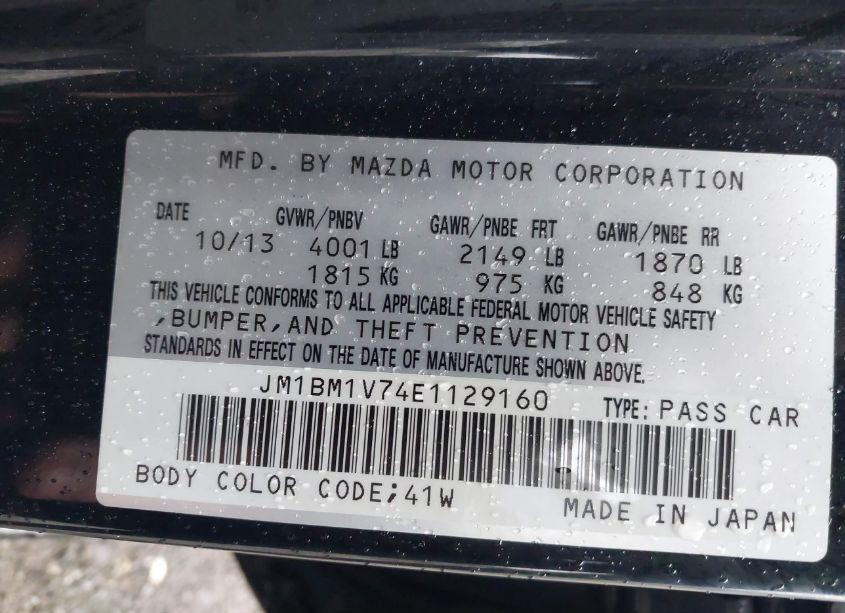 MFD. BY MAZDA MOTOR CORPORATION
DATE GVWR/PNBV GAWR/PNBE FRT GAWR/PNBE RR
10/13 4001 LB 2149 LB 1870 LB
1815 KG 975 KG 848 KG
THIS VEHICLE CONFORMS TO ALL APPLICABLE FEDERAL MOTOR VEHICLE SAFETY
,BUMPER,AND THEFT PREVENTION
STANDARDS IN EFFECT ON THE DATE OF MANUFACTURE SHOWN ABOVE.
JM1BM1V74E1129160 TYPE: PASS CAR
BODY COLOR CODE;41W
MADE IN JAPAN